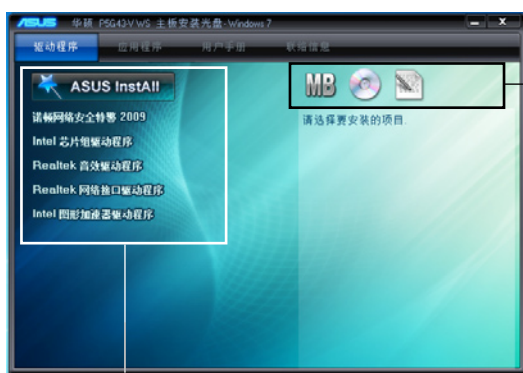 ASUS 华硕 P5G43-V WS 主板安装光盘-Windows 7
驱动程序 应用程序 用户手册 联络信息
ASUS InstAll
MB
诺顿网络安全特警 2009
请选择要安装的项目.
Intel 芯片组驱动程序
Realtek 高效驱动程序
Realtek 网络接口驱动程序
Intel 图形加速器驱动程序